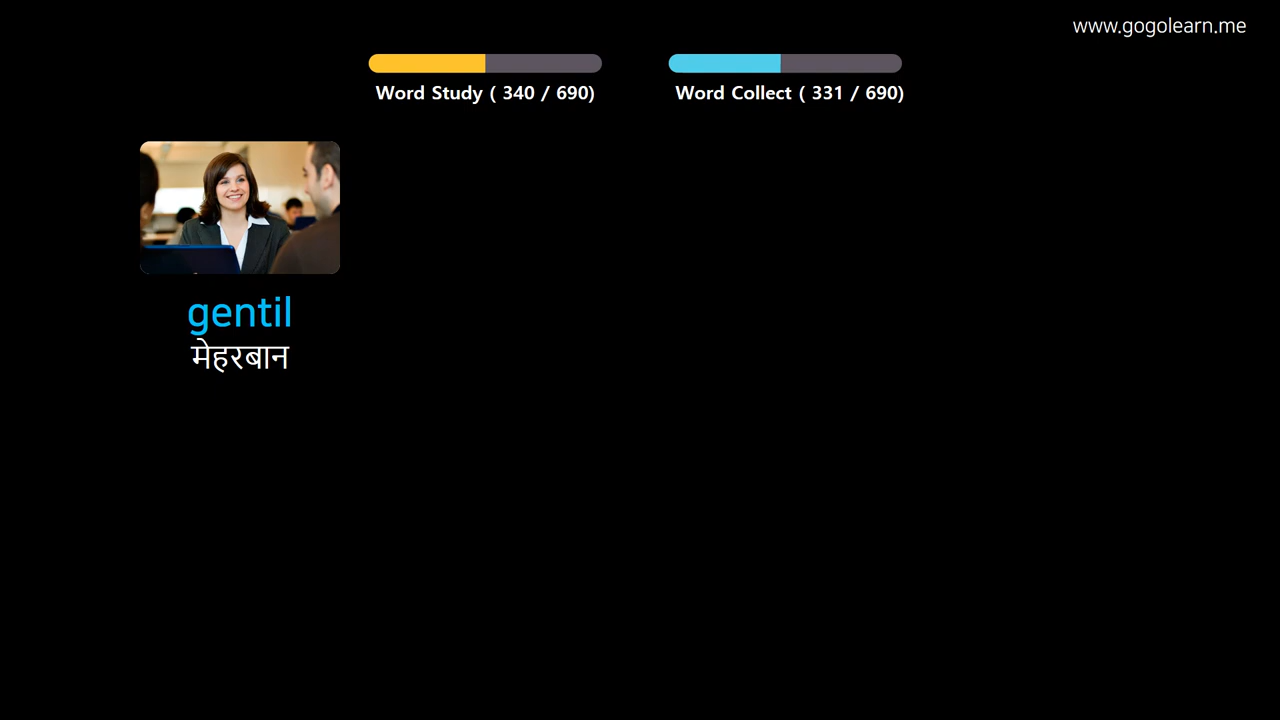 www.gogolearn.me
Word Study ( 340 / 690)
Word Collect ( 331 / 690)
gentil
मेहरबान